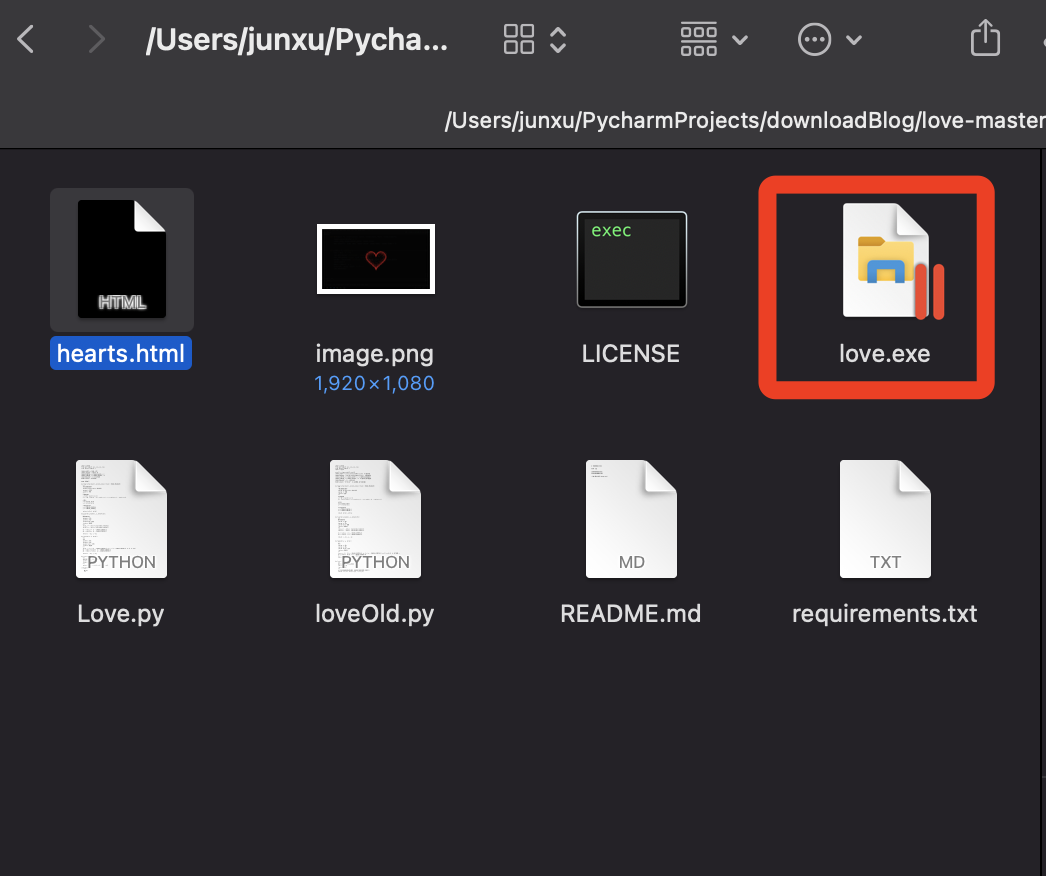 /Users/junxu/Pycha...
/Users/junxu/PycharmProjects/downloadBlog/love-master
HTML
exec
hearts.html
image.png
LICENSE
love.exe
1,920×1,080
PYTHON
PYTHON
MD
TXT
Love.py
loveOld.py
README.md
requirements.txt